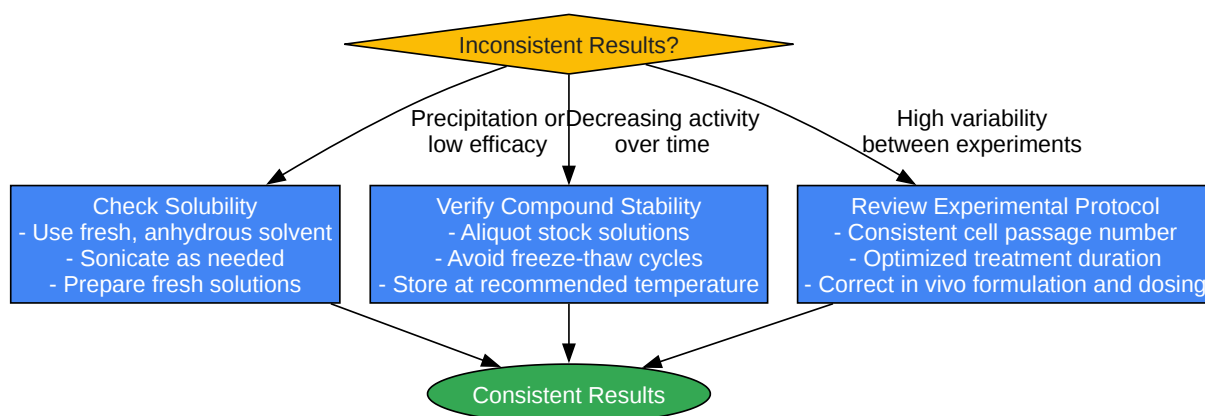 Inconsistent Results?
Precipitation or
low efficacy
Decreasing activity
over time
High variability
between experiments
Check Solubility
- Use fresh, anhydrous solvent
- Sonicate as needed
- Prepare fresh solutions
Verify Compound Stability
- Aliquot stock solutions
- Avoid freeze-thaw cycles
- Store at recommended temperature
Review Experimental Protocol
- Consistent cell passage number
- Optimized treatment duration
- Correct in vivo formulation and dosing
Consistent Results